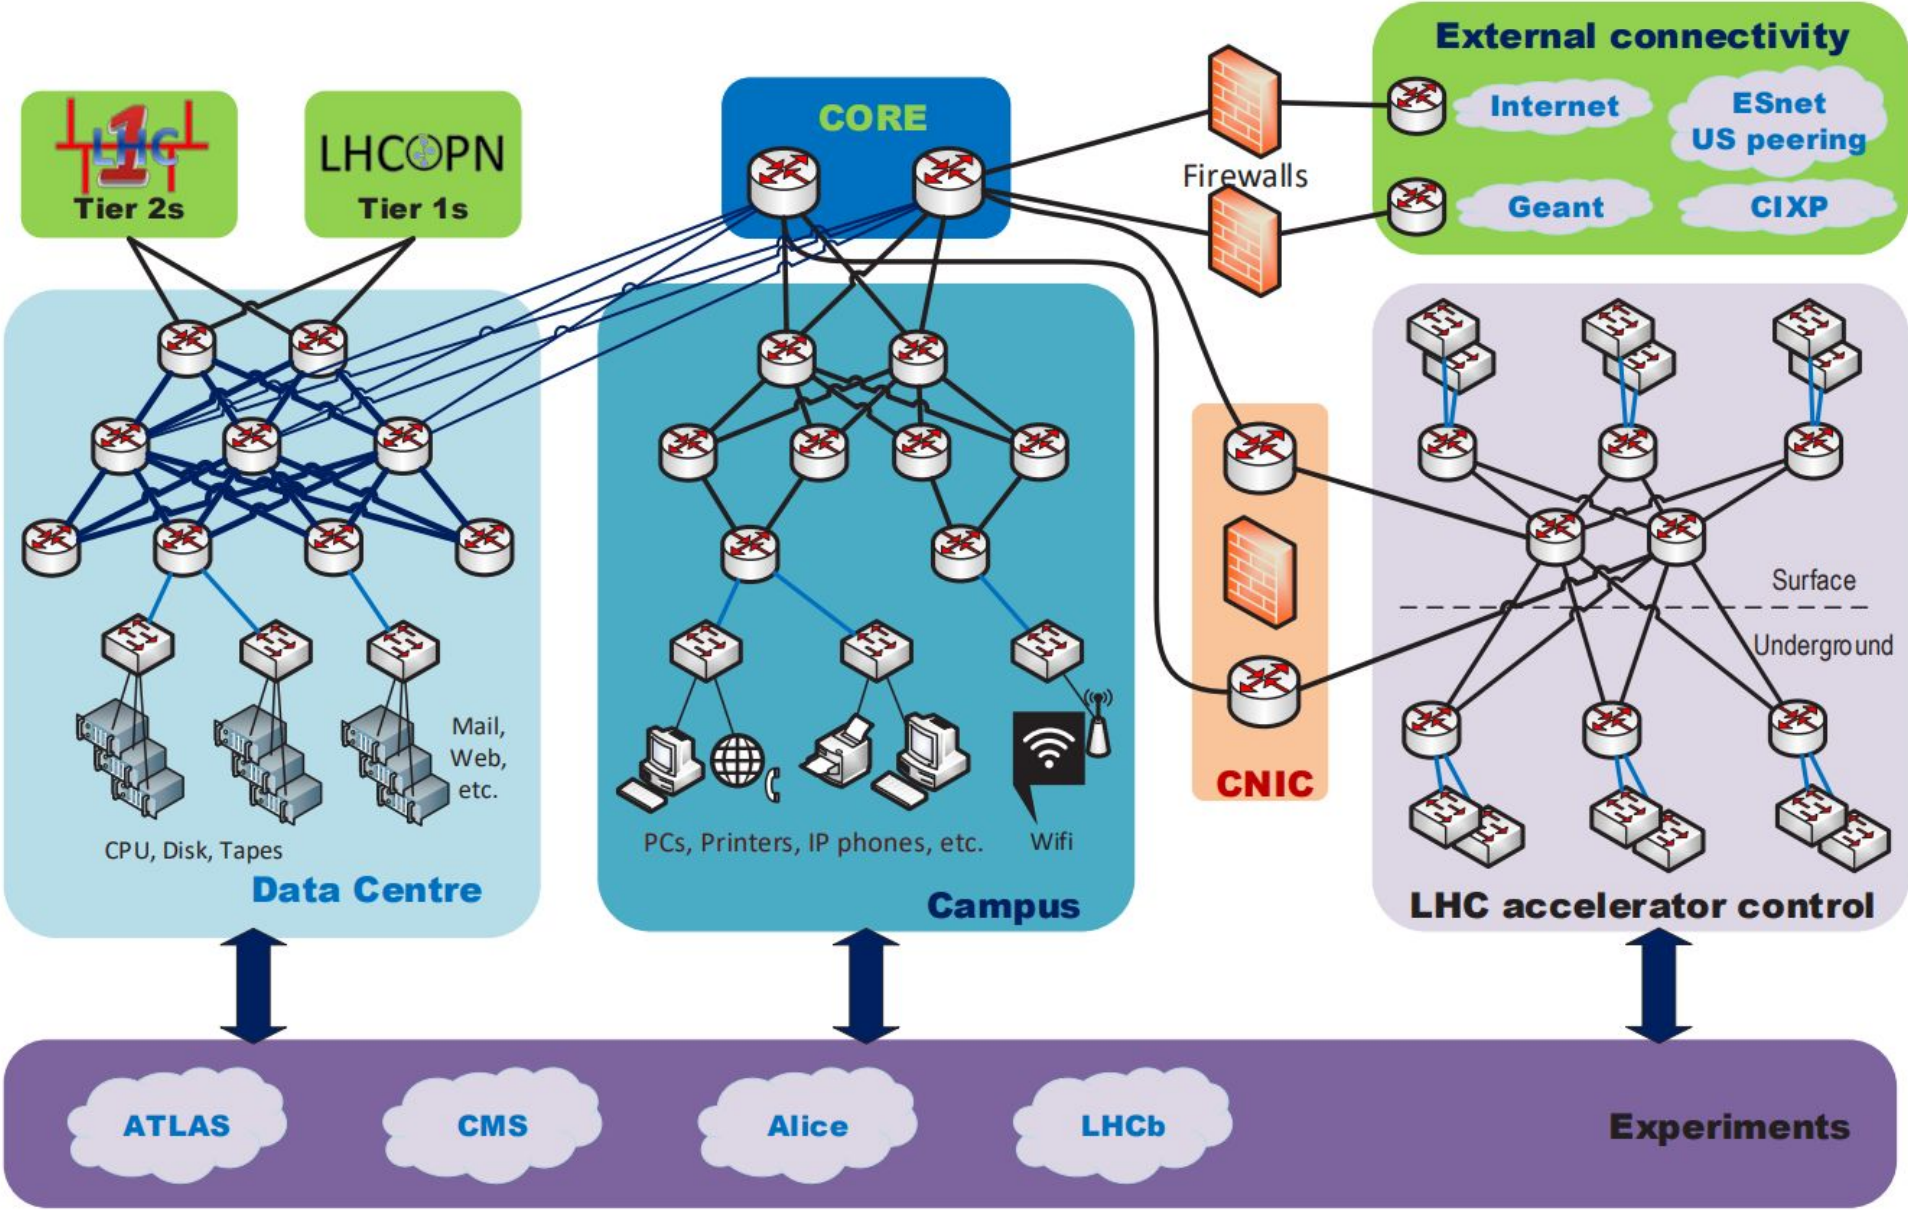 External connectivity
Internet
ESnet
US peering
Geant
CIXP
1
LHC
Tier 2s
LHCOPN
Tier 1s
CORE
Firewalls
Surface
Underground
CNIC
Mail,
Web,
etc.
CPU, Disk, Tapes
Data Centre
PCs, Printers, IP phones, etc.
Wifi
Campus
LHC accelerator control
ATLAS
CMS
Alice
LHCb
Experiments